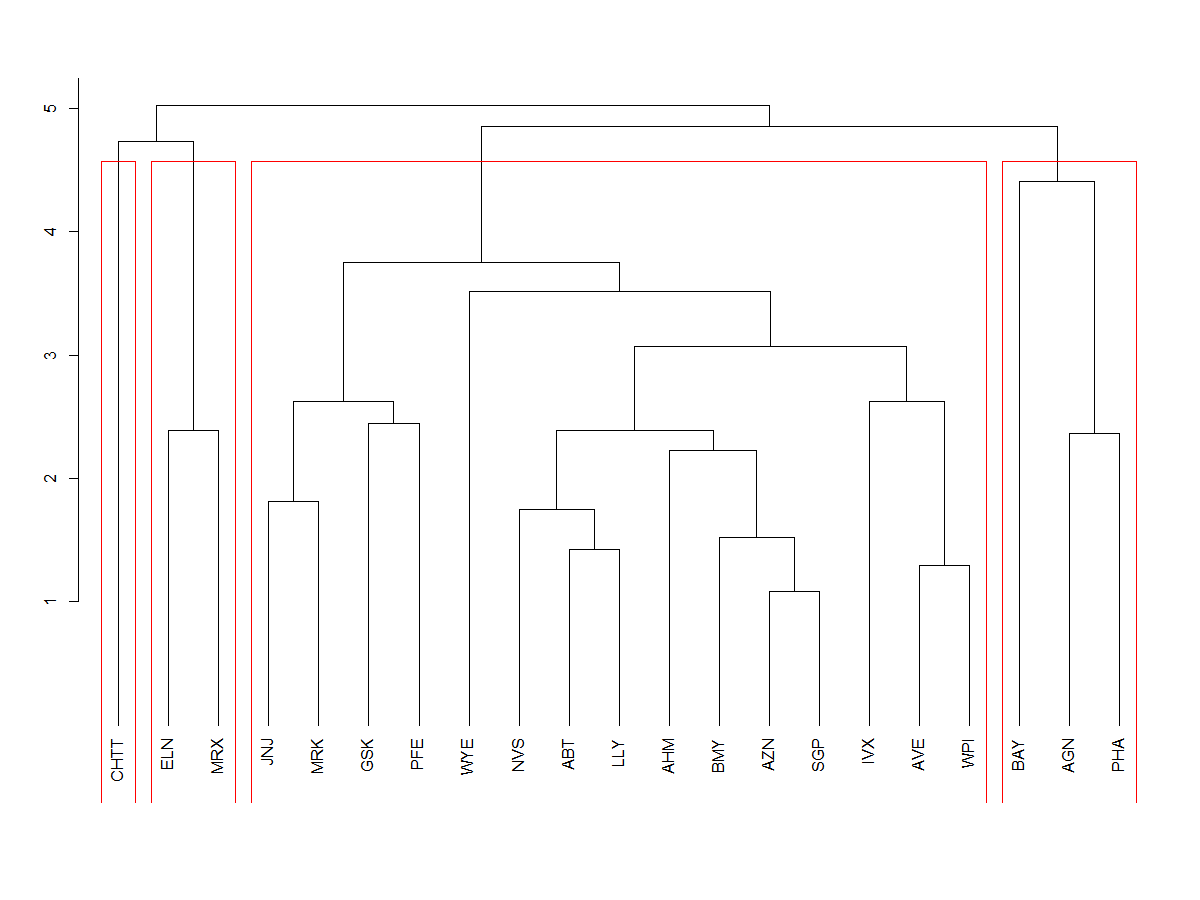 5
4
3
2
1
CHTT
ELN
MRX
JNJ
MRK
GSK
PFE
WYE
NVS
ABT
LLY
AHM
BMY
AZN
SGP
IVX
AVE
WPI
BAY
AGN
PHA